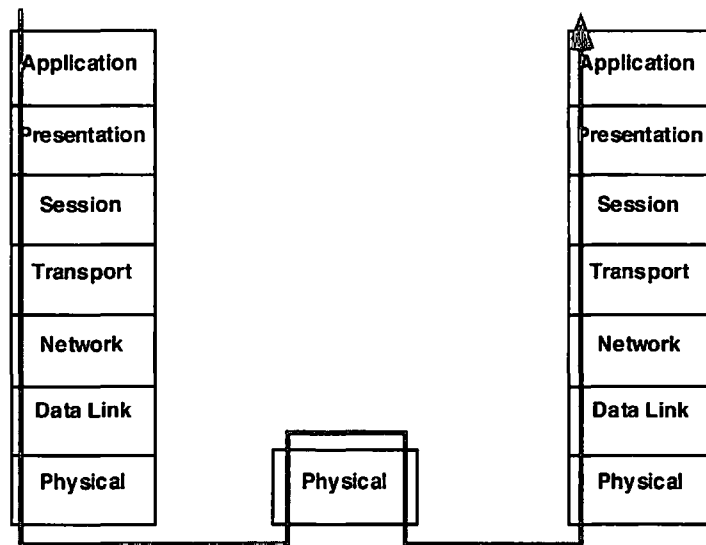 Application
Presentation
Session
Transport
Network
Data Link
Physical
Physical
Application
Presentation
Session
Transport
Network
Data Link
Physical